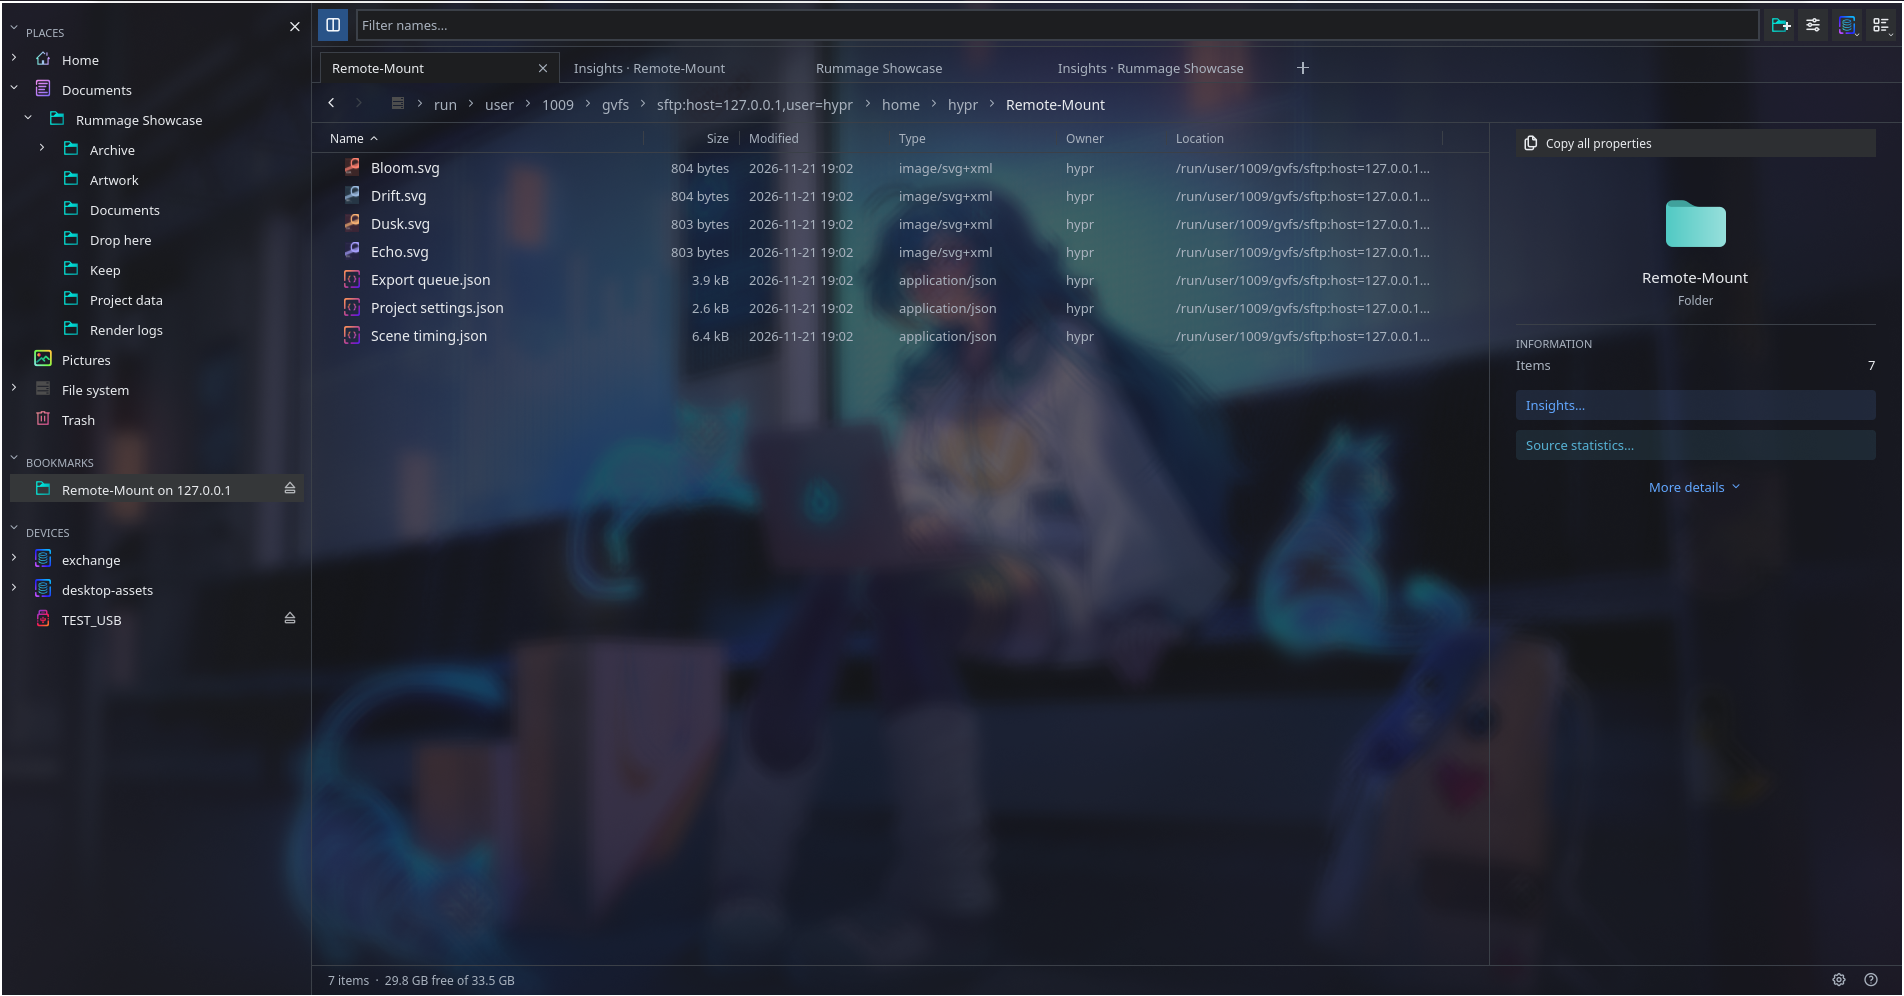 PLACES
Home
Documents
Rummage Showcase
Archive
Artwork
Documents
Drop here
Keep
Project data
Render logs
Pictures
File system
Trash
BOOKMARKS
Remote-Mount on 127.0.0.1
DEVICES
exchange
desktop-assets
TEST_USB
Filter names...
Remote-Mount
Insights · Remote-Mount
Rummage Showcase
Insights · Rummage Showcase
run user 1009 gvfs sftp:host=127.0.0.1,user=hypr home hypr Remote-Mount
Name Size Modified Type Owner Location
Bloom.svg 804 bytes 2026-11-21 19:02 image/svg+xml hypr /run/user/1009/gvfs/sftp:host=127.0.0.1...
Drift.svg 804 bytes 2026-11-21 19:02 image/svg+xml hypr /run/user/1009/gvfs/sftp:host=127.0.0.1...
Dusk.svg 803 bytes 2026-11-21 19:02 image/svg+xml hypr /run/user/1009/gvfs/sftp:host=127.0.0.1...
Echo.svg 803 bytes 2026-11-21 19:02 image/svg+xml hypr /run/user/1009/gvfs/sftp:host=127.0.0.1...
Export queue.json 3.9 kB 2026-11-21 19:02 application/json hypr /run/user/1009/gvfs/sftp:host=127.0.0.1...
Project settings.json 2.6 kB 2026-11-21 19:02 application/json hypr /run/user/1009/gvfs/sftp:host=127.0.0.1...
Scene timing.json 6.4 kB 2026-11-21 19:02 application/json hypr /run/user/1009/gvfs/sftp:host=127.0.0.1...
Copy all properties
Remote-Mount
Folder
INFORMATION
Items 7
Insights...
Source statistics...
More details
7 items · 29.8 GB free of 33.5 GB